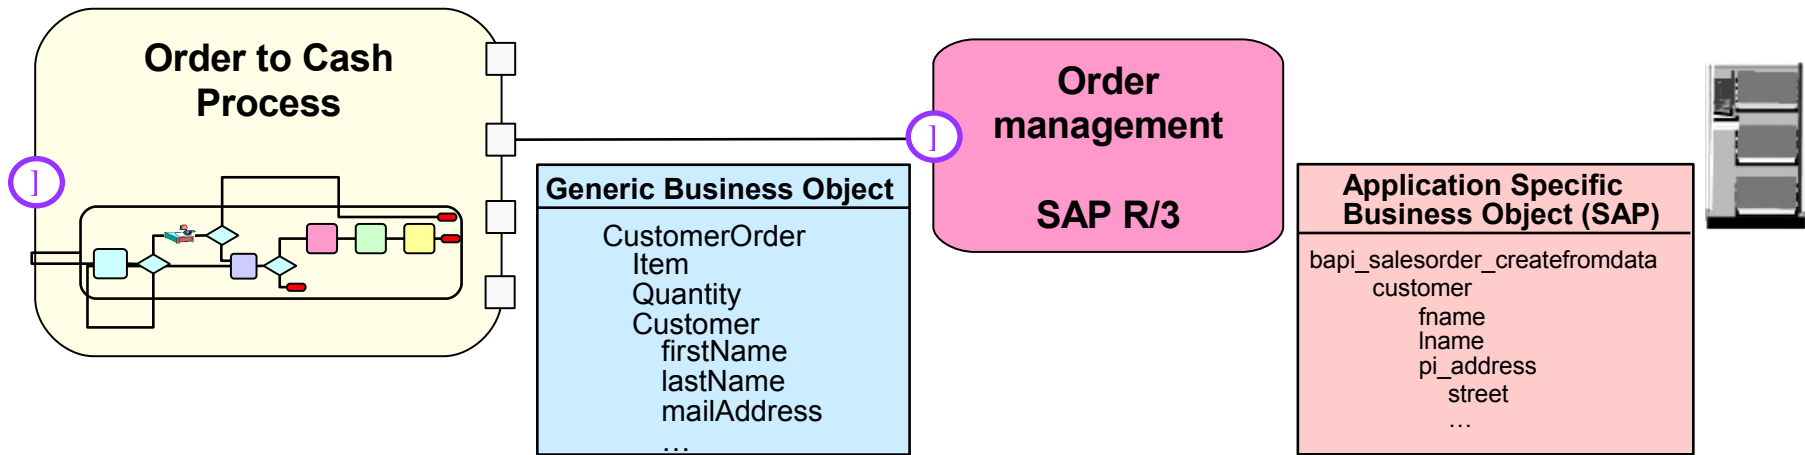 Order to Cash
Process
]
Generic Business Object
CustomerOrder
Item
Quantity
Customer
firstName
lastName
mailAddress
…
]
Order
management
SAP R/3
Application Specific
Business Object (SAP)
bapi_salesorder_createfromdata
customer
fname
lname
pi_address
street
…